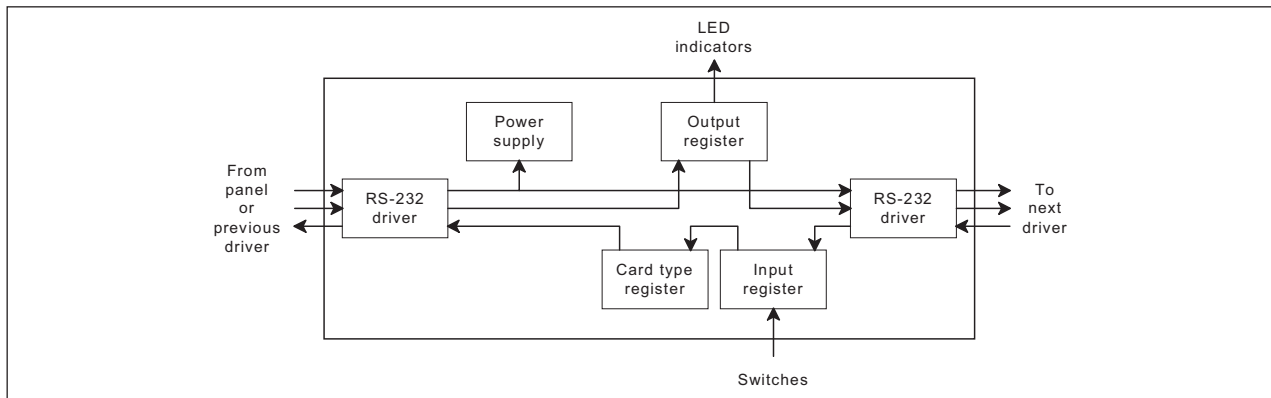 LED
indicators
Power
supply
Output
register
From
panel
or
previous
driver
RS-232
driver
RS-232
driver
To
next
driver
Card type
register
Input
register
Switches